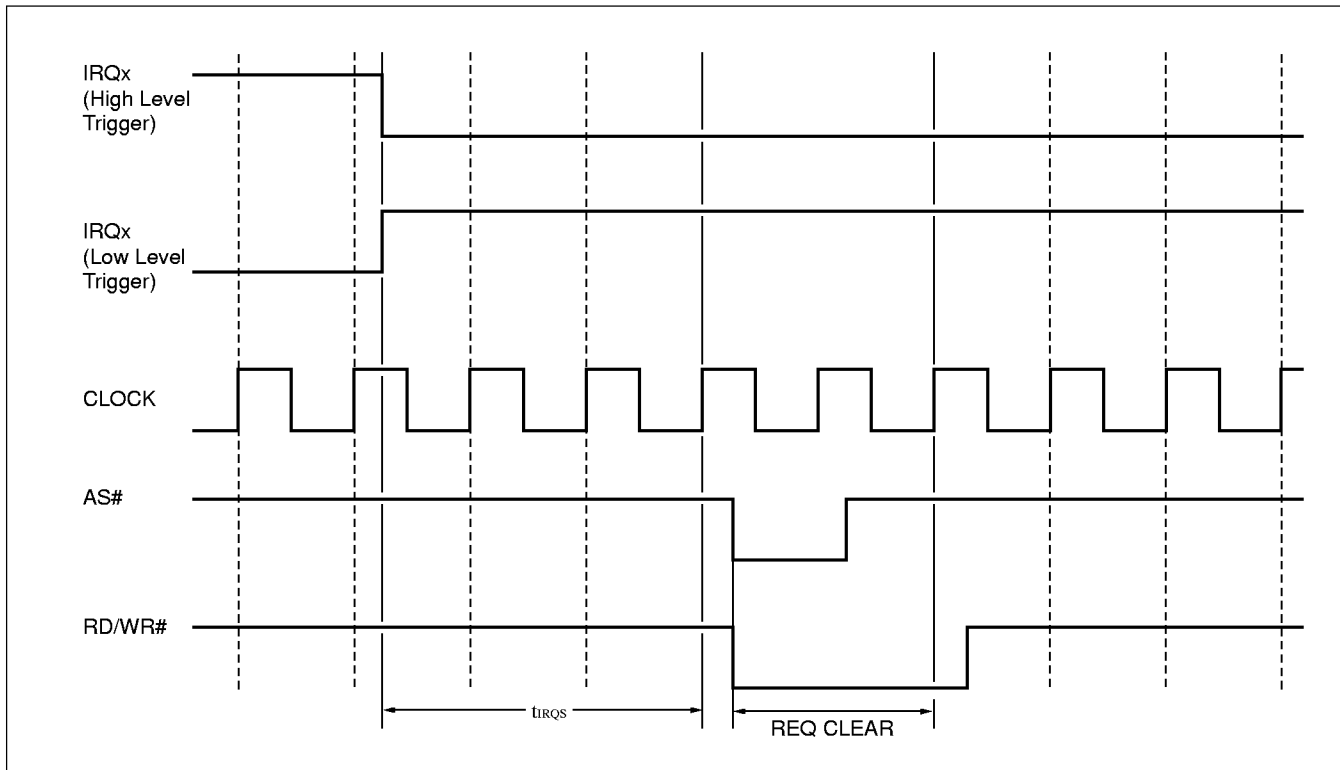 IRQx
(High Level
Trigger)
IRQx
(Low Level
Trigger)
CLOCK
AS#
RD/WR#
tIRQS
REQ CLEAR